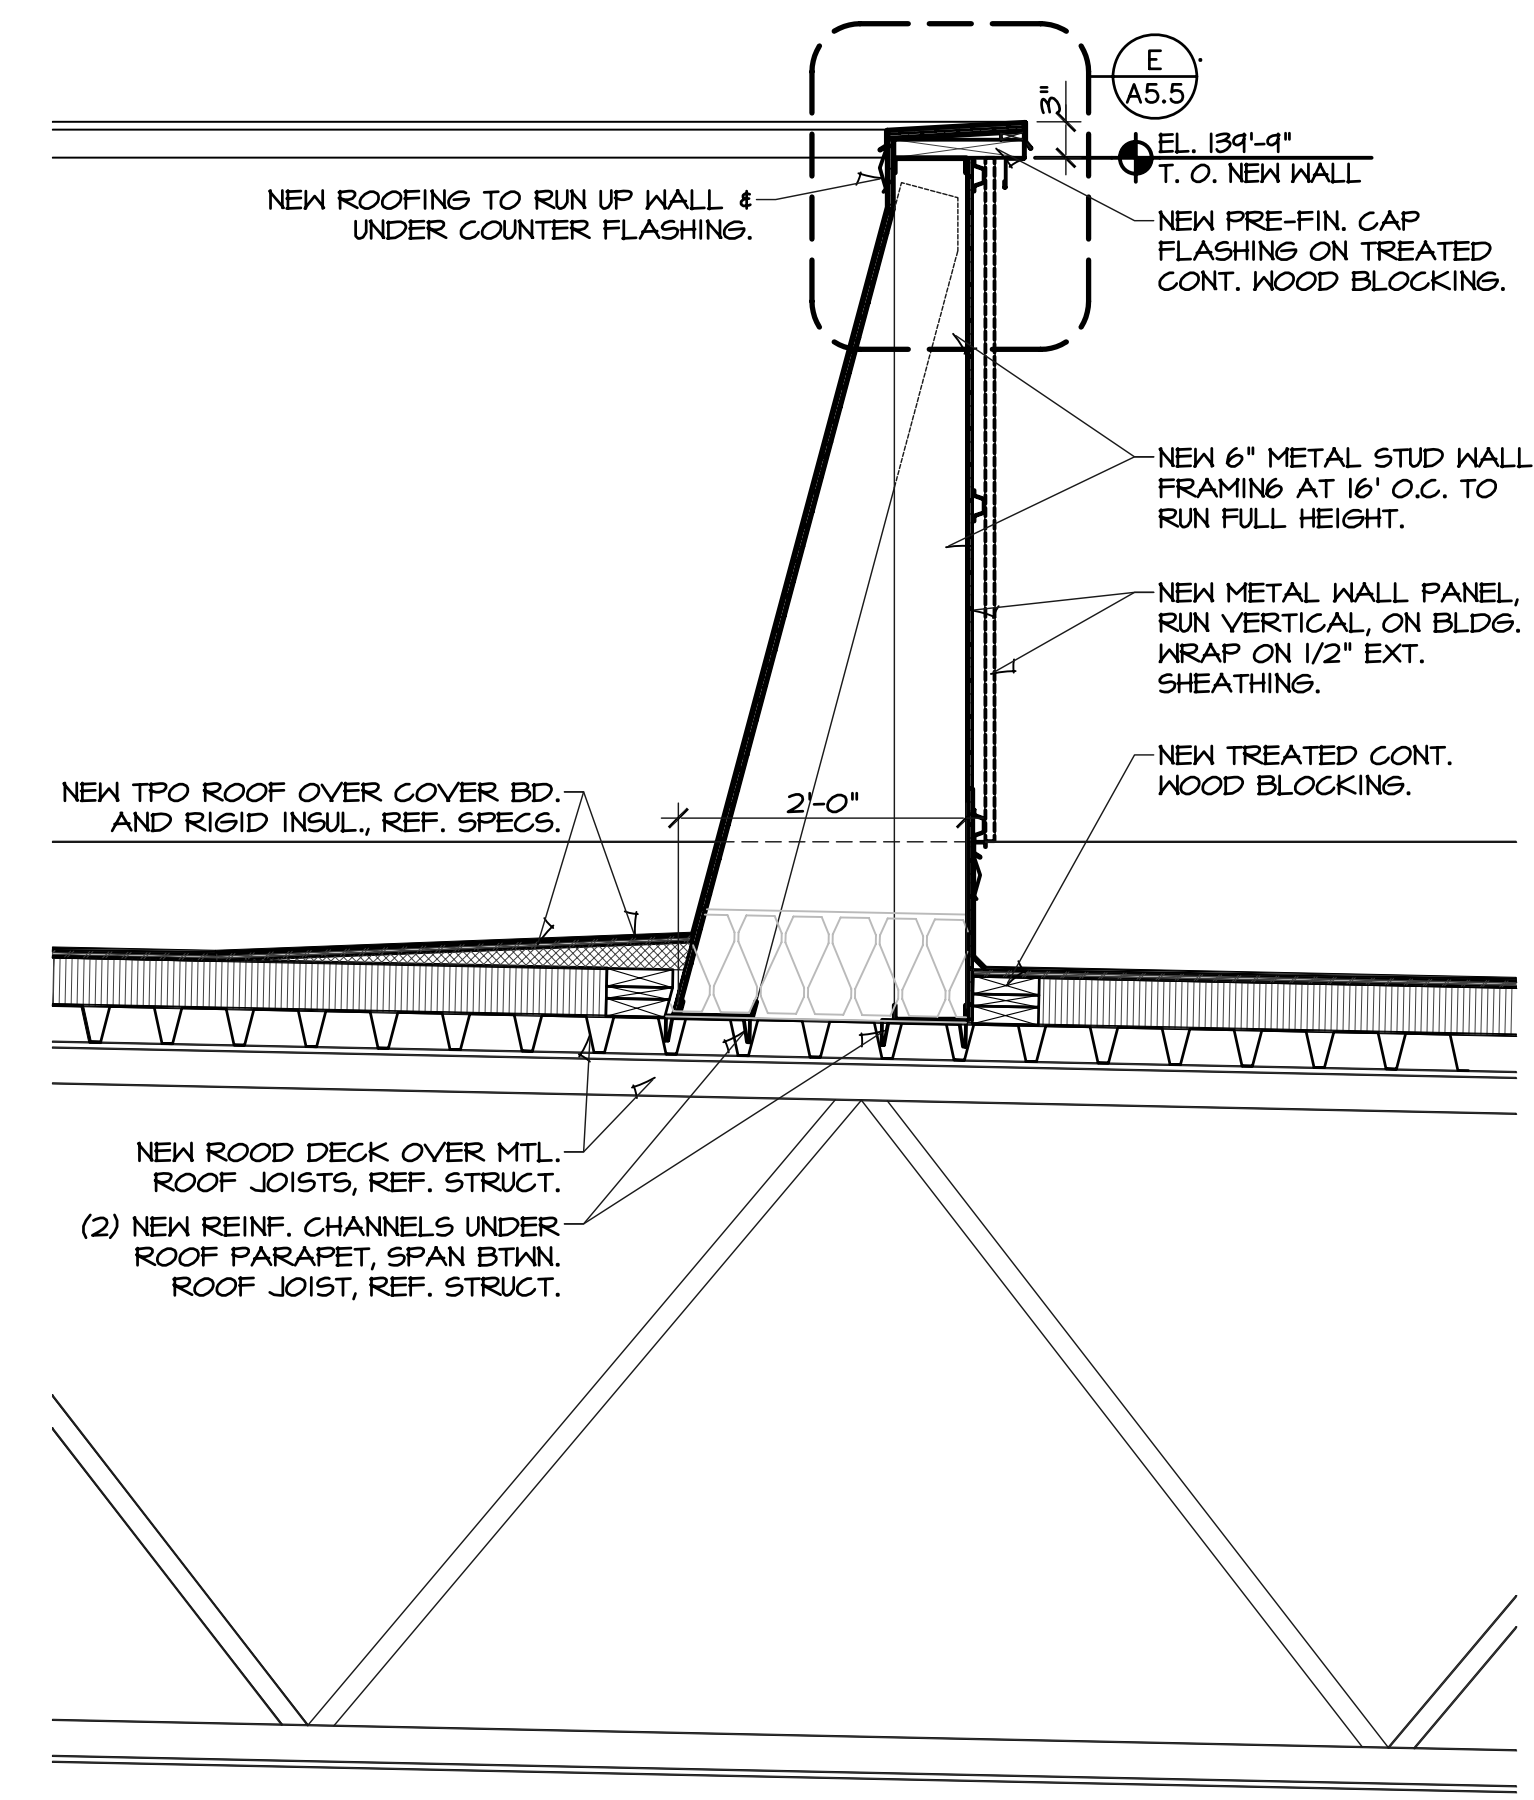 E
A5.5
3"
EL. 139'-9"
T. O. NEW WALL
NEW ROOFING TO RUN UP WALL &
UNDER COUNTER FLASHING.
NEW PRE-FIN. CAP
FLASHING ON TREATED
CONT. WOOD BLOCKING.
NEW 6" METAL STUD WALL
FRAMING AT 16' O.C. TO
RUN FULL HEIGHT.
NEW METAL WALL PANEL,
RUN VERTICAL, ON BLDG.
WRAP ON 1/2" EXT.
SHEATHING.
NEW TREATED CONT.
WOOD BLOCKING.
NEW TPO ROOF OVER COVER BD.
AND RIGID INSUL., REF. SPECS.
2'-0"
NEW ROOD DECK OVER MTL.
ROOF JOISTS, REF. STRUCT.
(2) NEW REINF. CHANNELS UNDER
ROOF PARAPET, SPAN BTWN.
ROOF JOIST, REF. STRUCT.